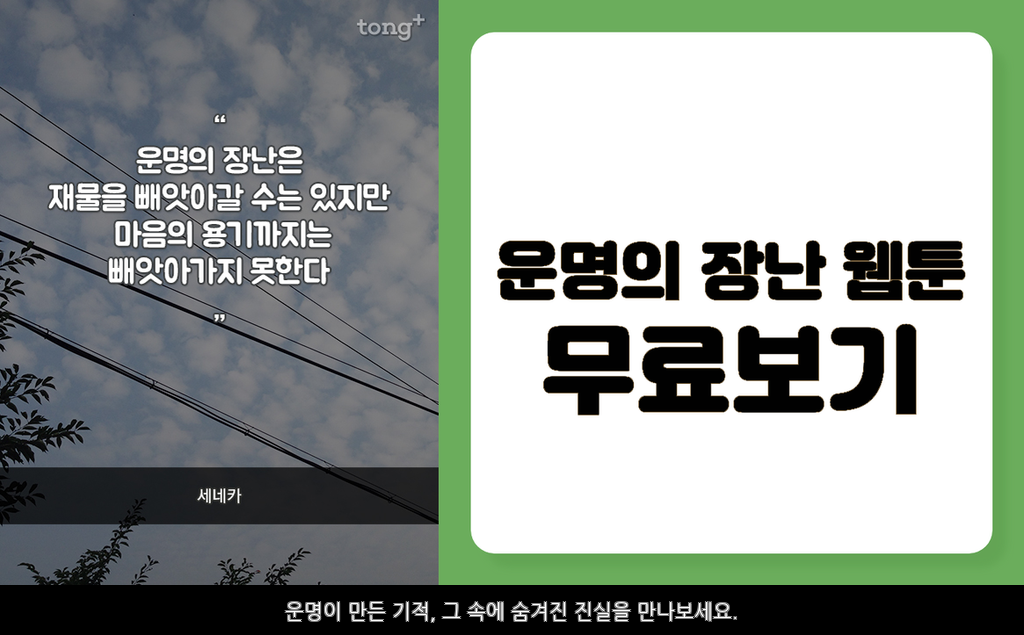 tong+
“
운명의 장난은
재물을 빼앗아갈 수는 있지만
마음의 용기까지는
빼앗아가지 못한다
”
세네카
운명의 장난 웹툰
무료보기
운명이 만든 기적, 그 속에 숨겨진 진실을 만나보세요.